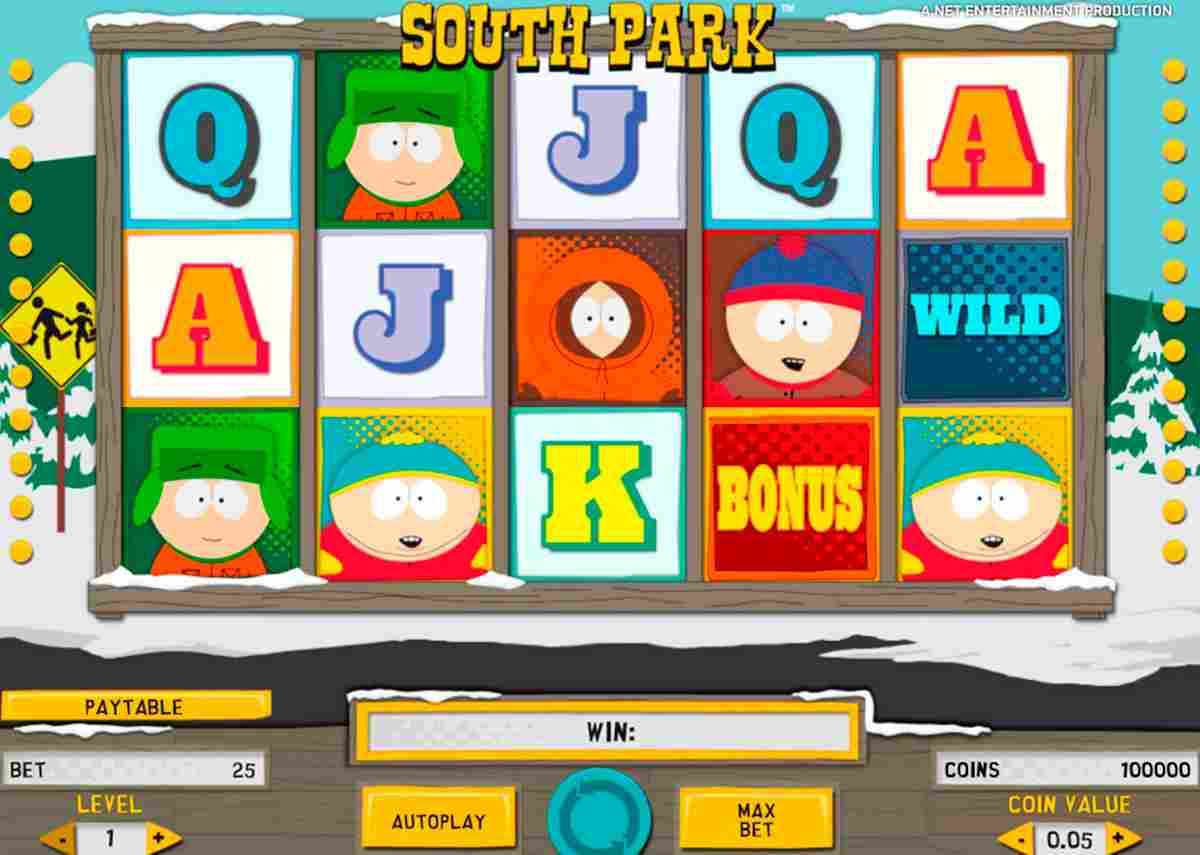 SOUTH PARK™
A NET ENTERTAINMENT PRODUCTION
Q J Q A
A J WILD
K BONUS
PAYTABLE
WIN:
BET 25
COINS 100000
LEVEL
- 1 +
AUTOPLAY
MAX
BET
COIN VALUE
- 0.05 +